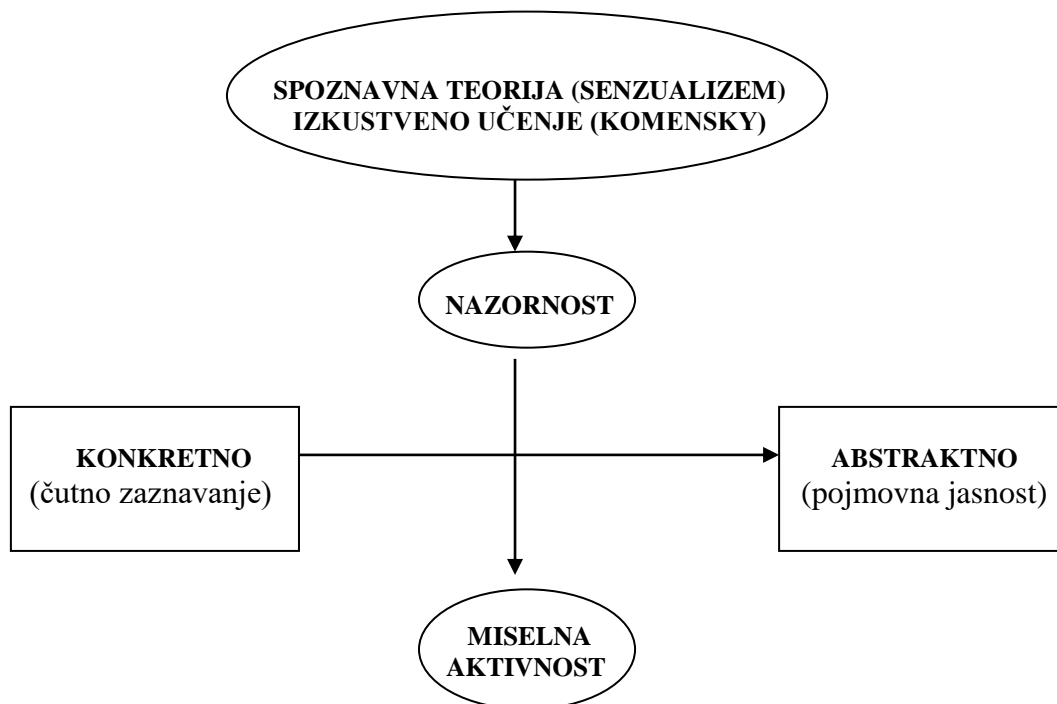 SPOZNAVNA TEORIJA (SENZUALIZEM)
IZKUSTVENO UČENJE (KOMENSKY)
NAZORNOST
KONKRETNO
(čutno zaznavanje)
ABSTRAKTNO
(pojmovna jasnost)
MISELNA
AKTIVNOST